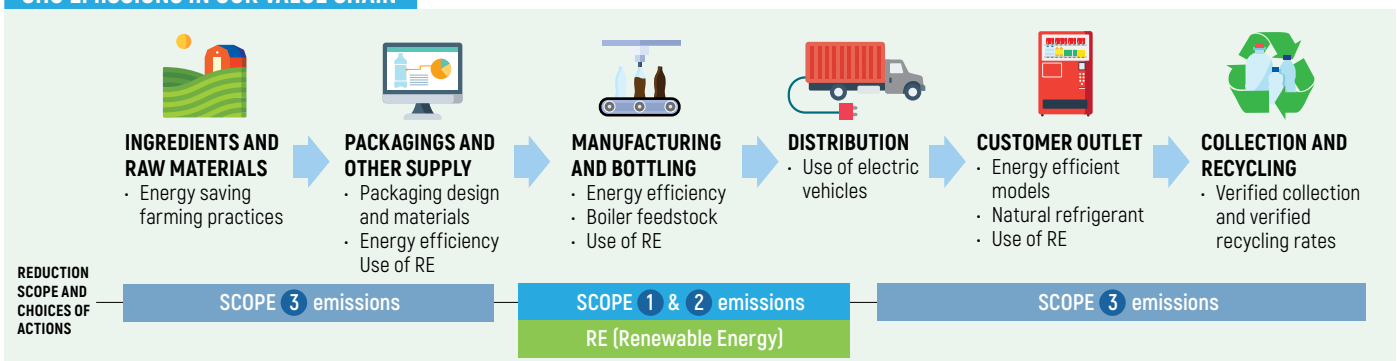 INGREDIENTS AND
RAW MATERIALS
· Energy saving
farming practices
PACKAGINGS AND
OTHER SUPPLY
· Packaging design
and materials
· Energy efficiency
Use of RE
MANUFACTURING
AND BOTTLING
· Energy efficiency
· Boiler feedstock
· Use of RE
DISTRIBUTION
· Use of electric
vehicles
CUSTOMER OUTLET
· Energy efficient
models
· Natural refrigerant
· Use of RE
COLLECTION AND
RECYCLING
· Verified collection
and verified
recycling rates
REDUCTION
SCOPE AND
CHOICES OF
ACTIONS
SCOPE 3 emissions
SCOPE 1 & 2 emissions
RE (Renewable Energy)
SCOPE 3 emissions